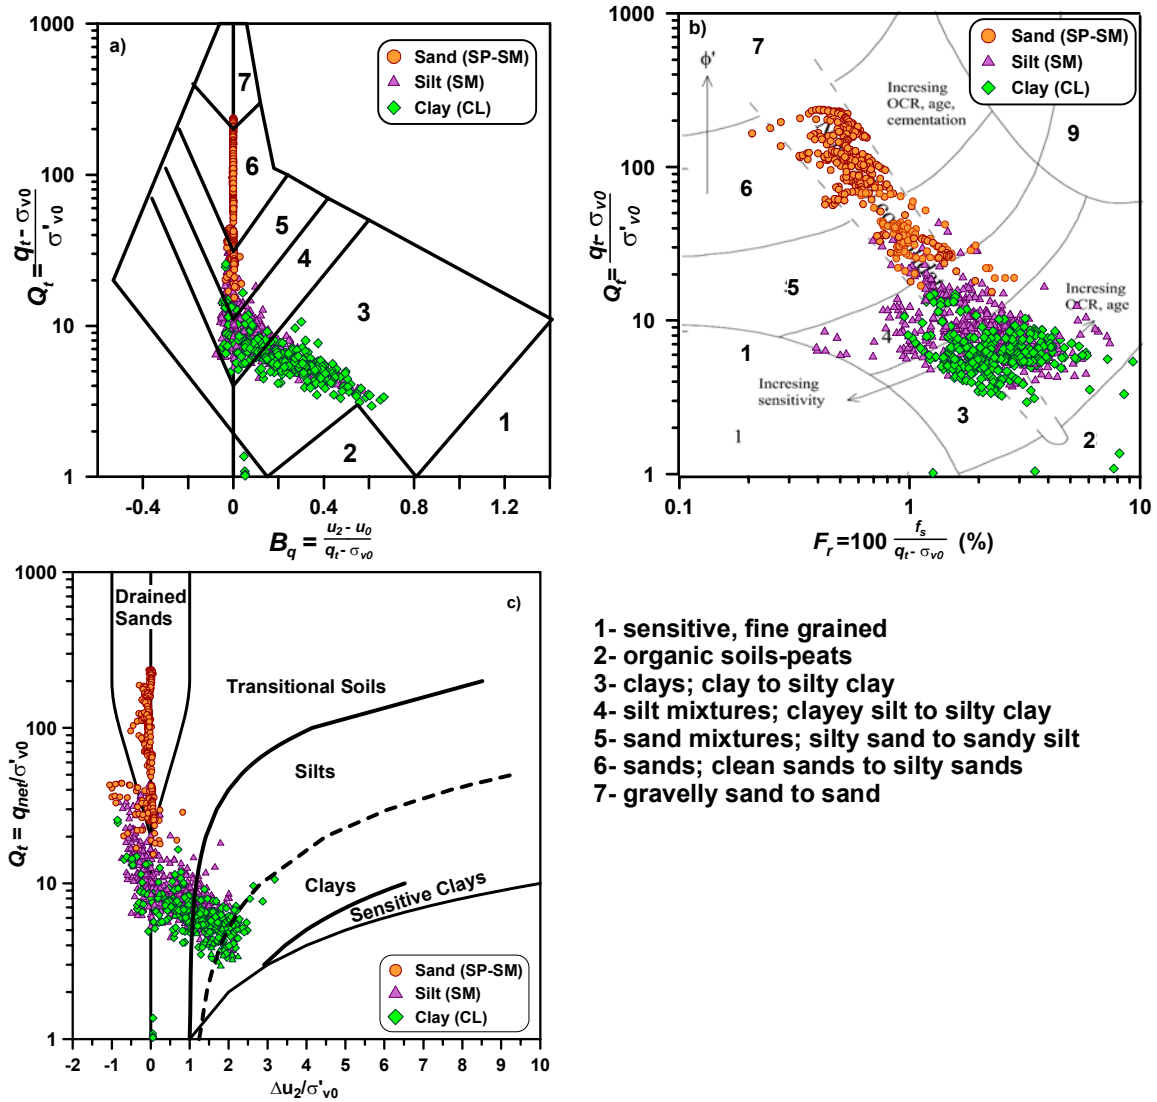 a)
Sand (SP-SM)
Silt (SM)
Clay (CL)
1000
100
10
1
Qt = qt - σv0 / σ'v0
7
6
5
4
3
2
1
-0.4 0 0.4 0.8 1.2
Bq = u2 - u0 / qt - σv0
b)
Sand (SP-SM)
Silt (SM)
Clay (CL)
1000
100
10
1
Qt = qt - σv0 / σ'v0
7
ϕ'
Incresing
OCR, age,
cementation
9
6
5
Incresing
OCR, age
4
1
Incresing
sensitivity
3
2
1
0.1 1 10
Fr =100 fs / qt - σv0 (%)
c)
1000
100
10
1
Qt = qnet/σ'v0
Drained
Sands
Transitional Soils
Silts
Clays
Sensitive Clays
Sand (SP-SM)
Silt (SM)
Clay (CL)
-2 -1 0 1 2 3 4 5 6 7 8 9 10
Δu2/σ'v0
1- sensitive, fine grained
2- organic soils-peats
3- clays; clay to silty clay
4- silt mixtures; clayey silt to silty clay
5- sand mixtures; silty sand to sandy silt
6- sands; clean sands to silty sands
7- gravelly sand to sand